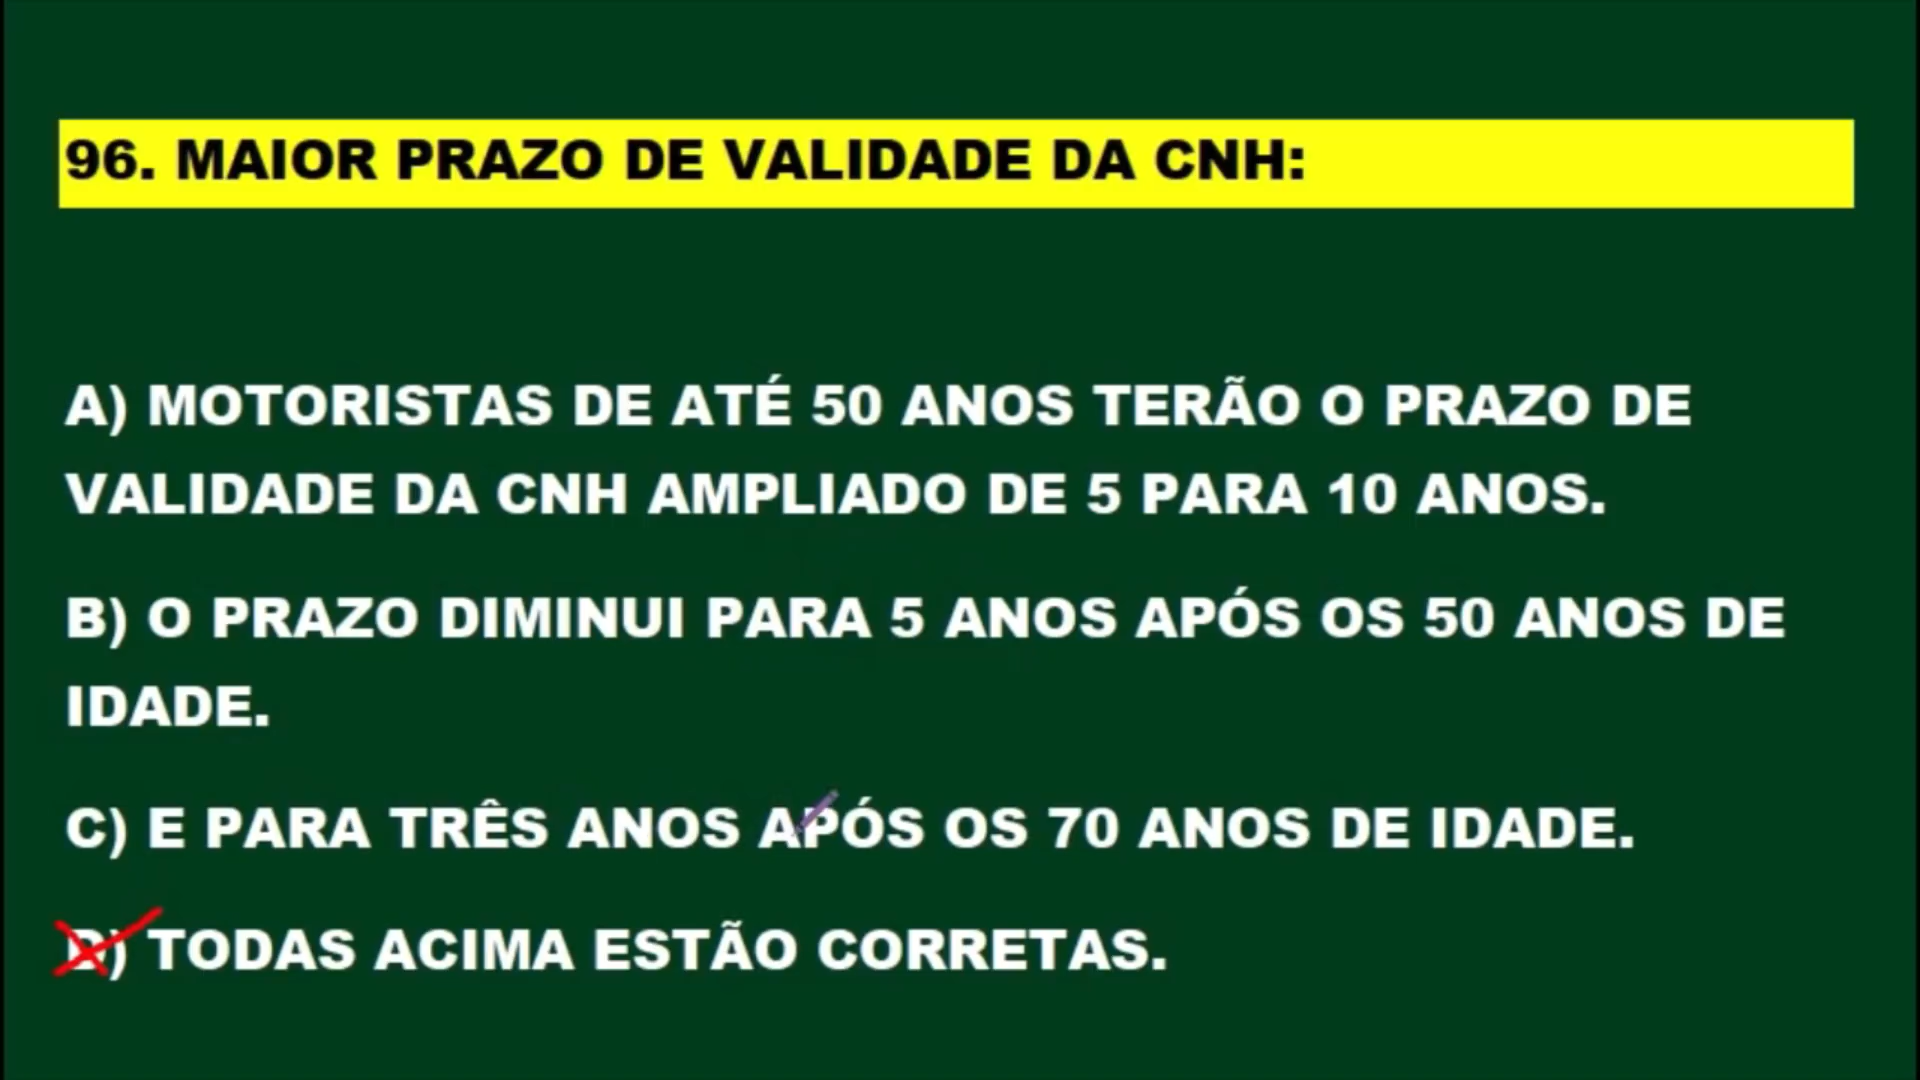 96. MAIOR PRAZO DE VALIDADE DA CNH:
A) MOTORISTAS DE ATÉ 50 ANOS TERÃO O PRAZO DE
VALIDADE DA CNH AMPLIADO DE 5 PARA 10 ANOS.
B) O PRAZO DIMINUI PARA 5 ANOS APÓS OS 50 ANOS DE
IDADE.
C) E PARA TRÊS ANOS APÓS OS 70 ANOS DE IDADE.
D) TODAS ACIMA ESTÃO CORRETAS.